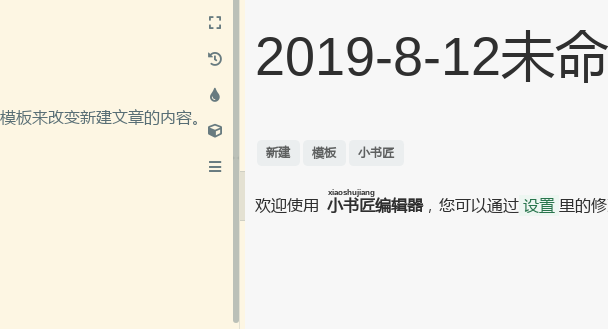 模板来改变新建文章的内容。
2019-8-12未命
新建 模板 小书匠
xiaoshujiang
欢迎使用 小书匠编辑器，您可以通过 设置 里的修